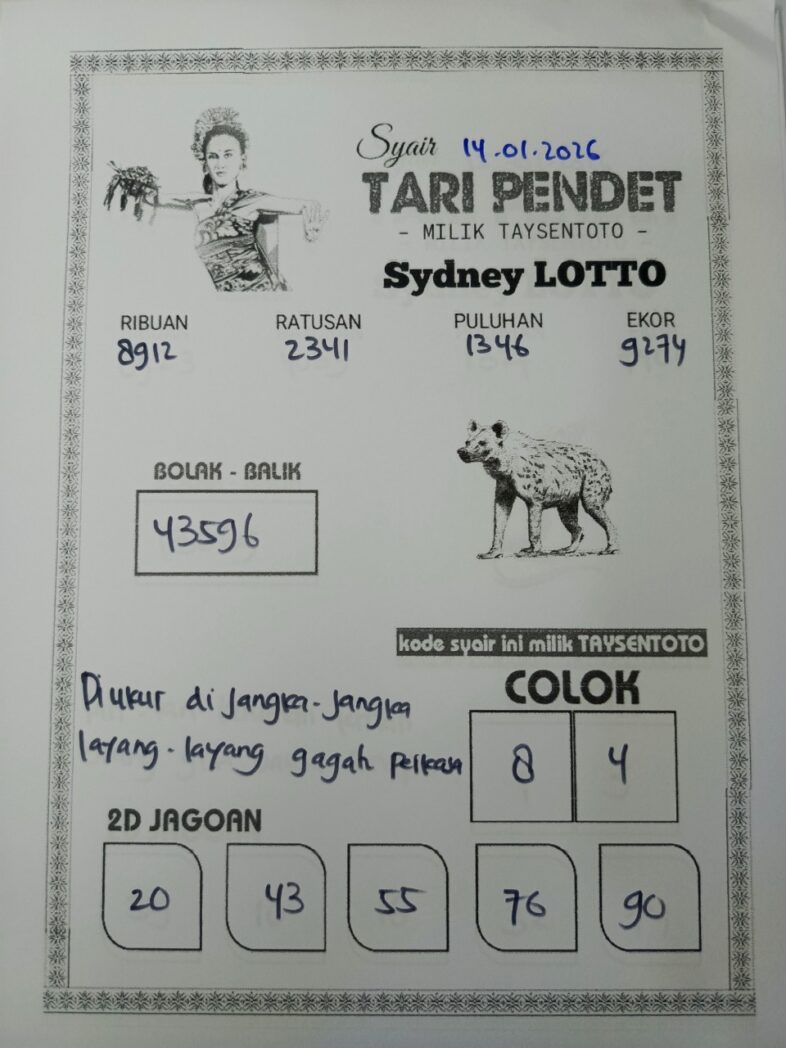 Syair 14.01.2026
TARI PENDET
- MILIK TAYSENTOTO -
Sydney LOTTO
RIBUAN RATUSAN PULUHAN EKOR
8912 2341 1346 9274
BOLAK - BALIK
43596
kode syair ini milik TAYSENTOTO
COLOK
8 4
Diukur di jangka-jangka
layang-layang gagah perkasa
2D JAGOAN
20 43 55 76 90